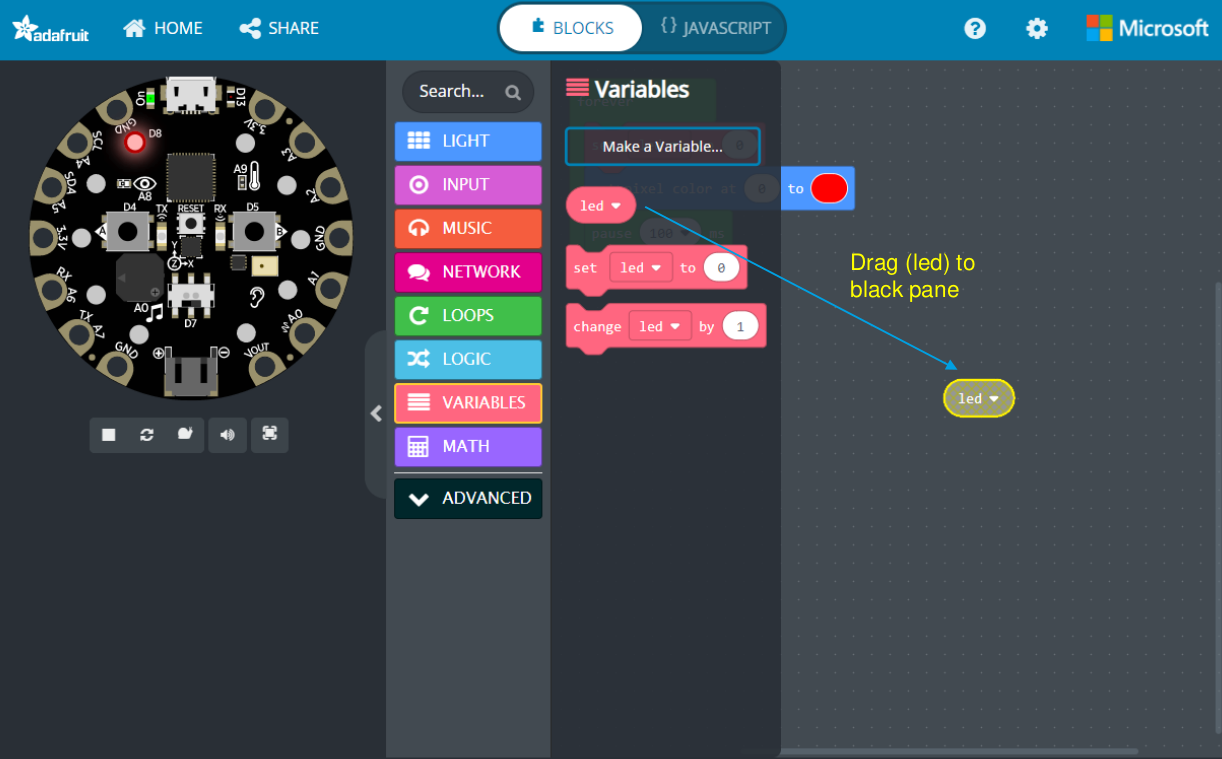 adafruit HOME SHARE BLOCKS {} JAVASCRIPT ? Microsoft
Search...
Variables
forever
LIGHT
Make a Variable...
0
INPUT
pixel color at 0 to
led
MUSIC
pause 100 ms
NETWORK
set led to 0
LOOPS
change led by 1
LOGIC
VARIABLES
MATH
ADVANCED
Drag (led) to
black pane
led
ON
D13
GND
D8
3.3V
SCL
A4
A3
SDA
A5
A2
A9
A8
D4
TX
RESET
RX
D5
A
B
3.3V
GND
Y
Z X
RX
A6
A1
A0
D7
TX
A7
A0
GND
VOUT